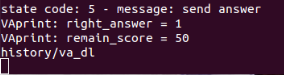 state code: 5 - message: send answer
VAprint: right_answer = 1
VAprint: remain_score = 50
history/va_dl